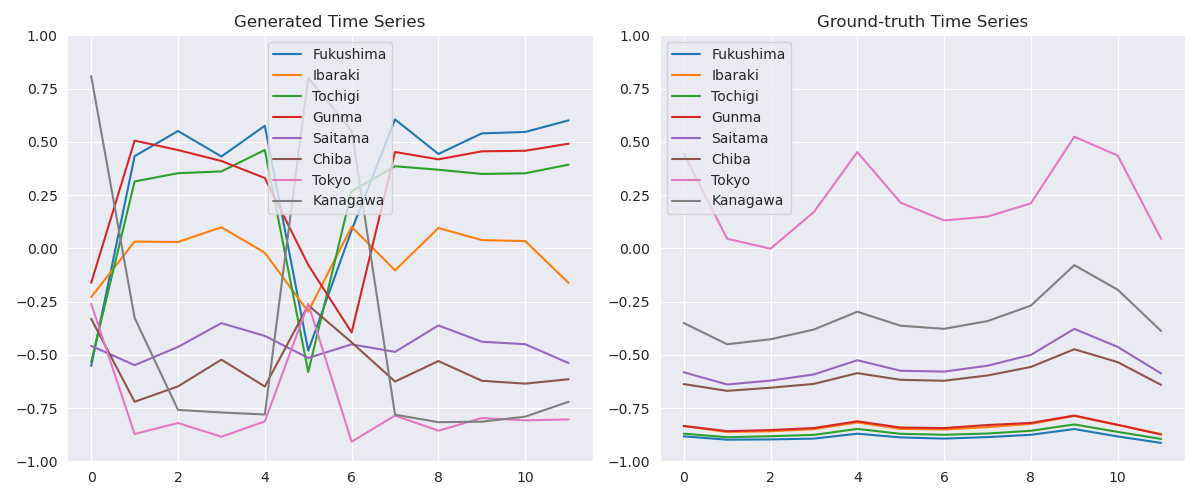 Generated Time Series
1.00
0.75
0.50
0.25
0.00
−0.25
−0.50
−0.75
−1.00
0 2 4 6 8 10
Fukushima
Ibaraki
Tochigi
Gunma
Saitama
Chiba
Tokyo
Kanagawa
Ground-truth Time Series
1.00
0.75
0.50
0.25
0.00
−0.25
−0.50
−0.75
−1.00
0 2 4 6 8 10
Fukushima
Ibaraki
Tochigi
Gunma
Saitama
Chiba
Tokyo
Kanagawa